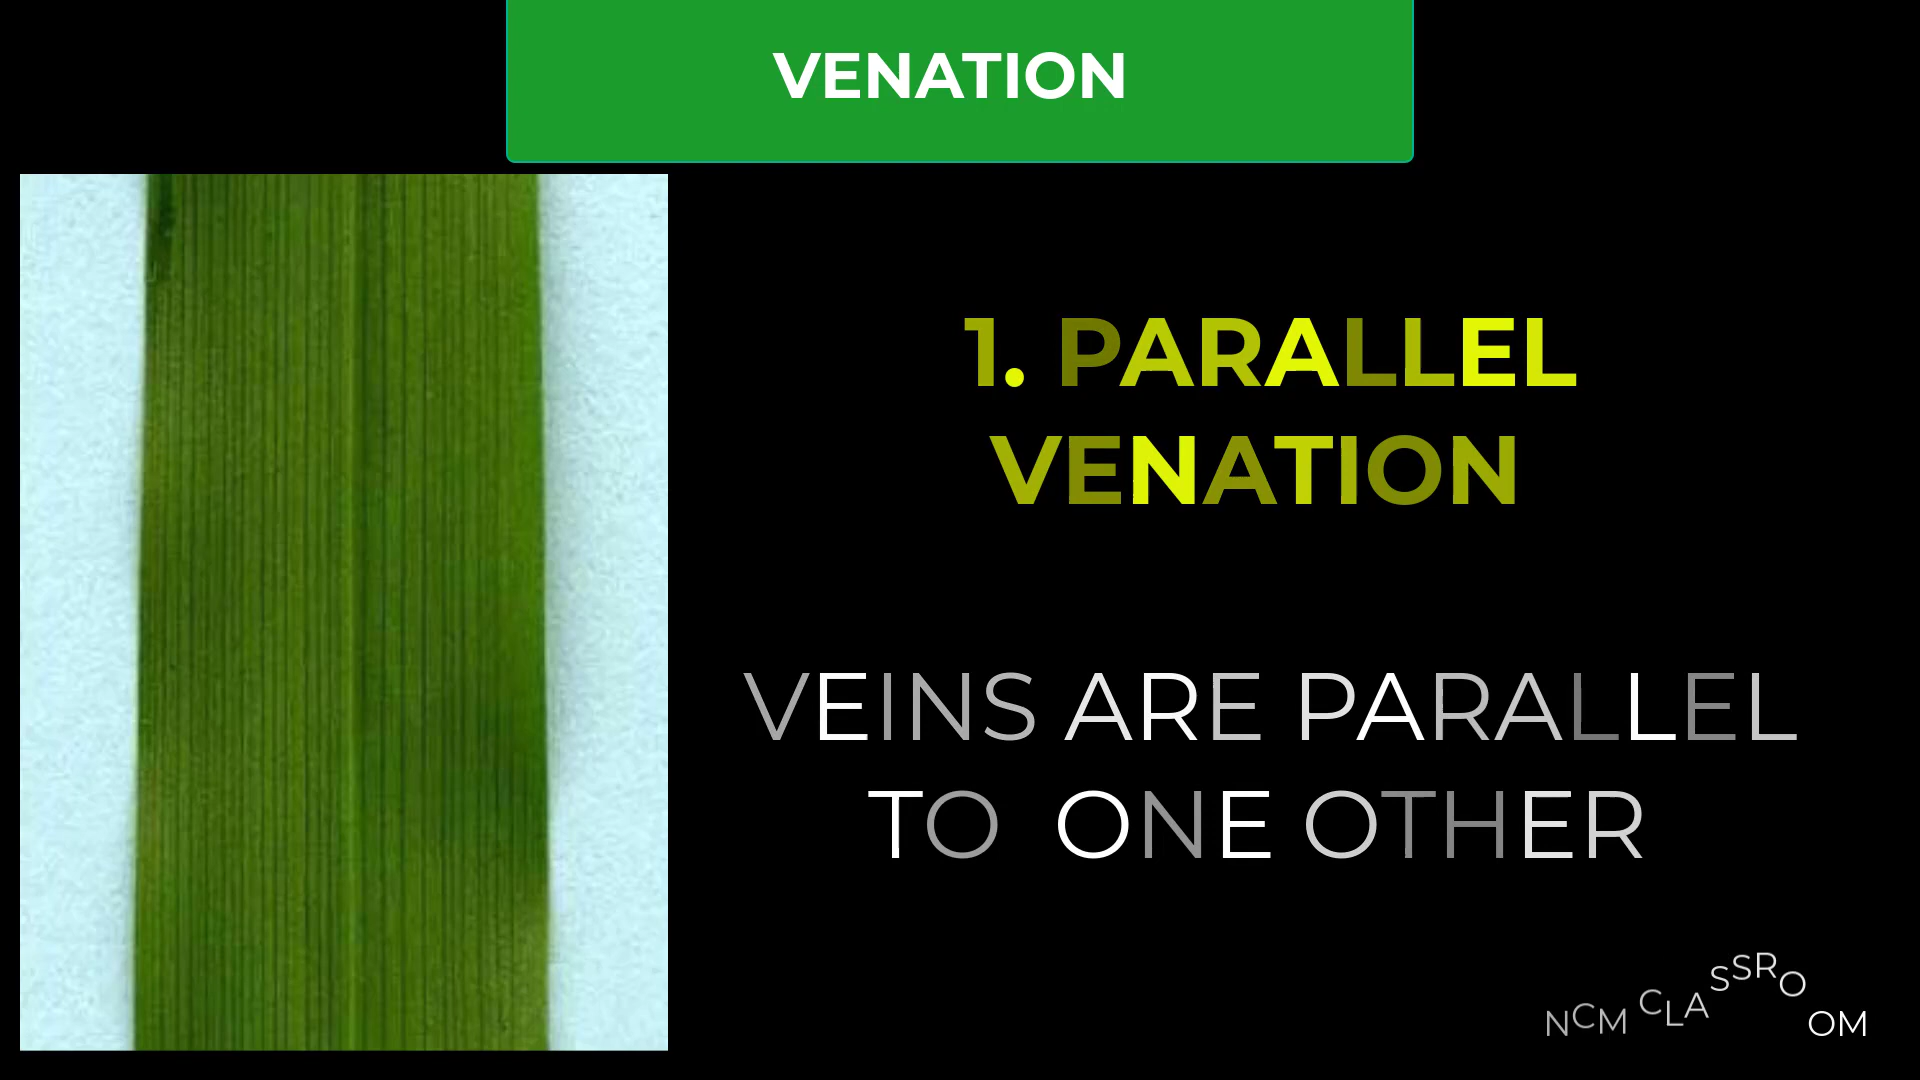 VENATION
1. PARALLEL
VENATION
VEINS ARE PARALLEL
TO  ONE OTHER
NCM CLASSROOM